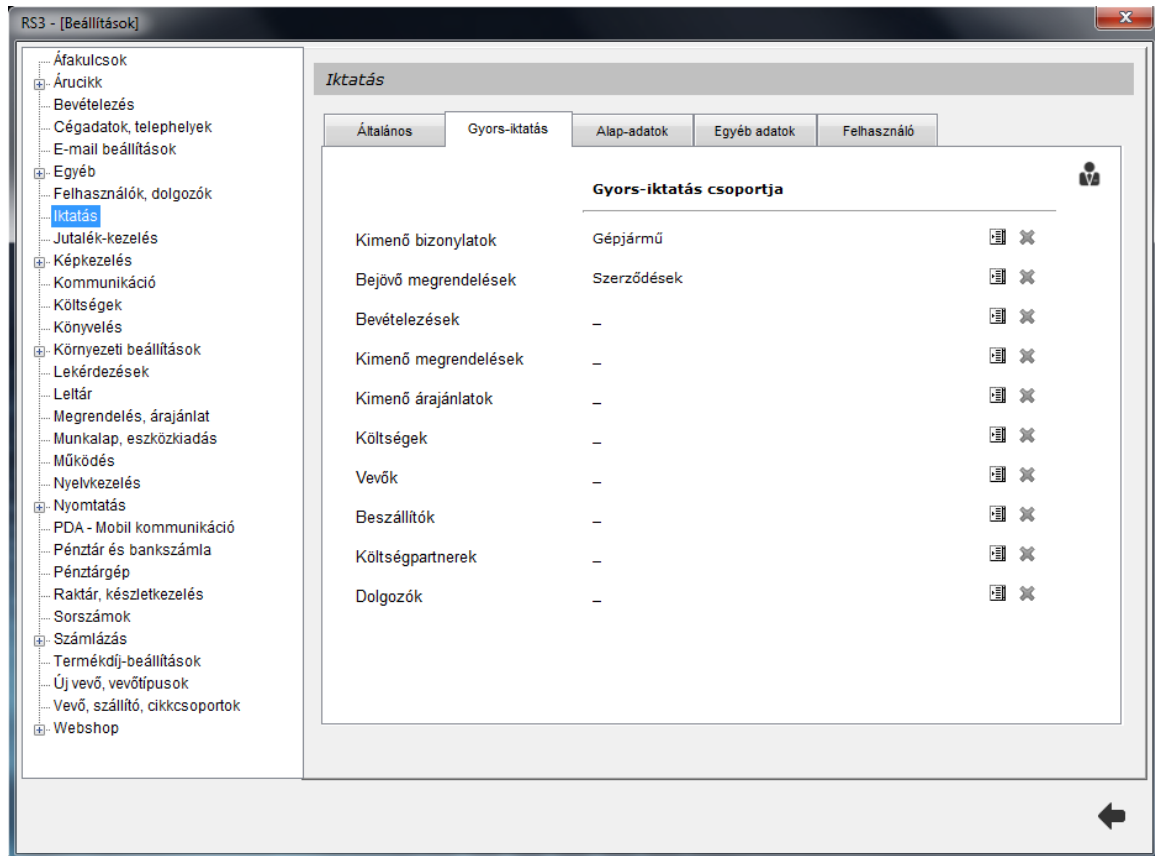 RS3 - [Beállítások]
Áfakulcsok
Árucikk
Bevételezés
Cégadatok, telephelyek
E-mail beállítások
Egyéb
Felhasználók, dolgozók
Iktatás
Jutalék-kezelés
Képkezelés
Kommunikáció
Költségek
Könyvelés
Környezeti beállítások
Lekérdezések
Leltár
Megrendelés, árajánlat
Munkalap, eszközkiadás
Működés
Nyelvkezelés
Nyomtatás
PDA - Mobil kommunikáció
Pénztár és bankszámla
Pénztárgép
Raktár, készletkezelés
Sorszámok
Számlázás
Termékdíj-beállítások
Új vevő, vevőtípusok
Vevő, szállító, cikkcsoportok
Webshop
Iktatás
Általános Gyors-iktatás Alap-adatok Egyéb adatok Felhasználó
Gyors-iktatás csoportja
Kimenő bizonylatok Gépjármű
Bejövő megrendelések Szerződések
Bevételezések _
Kimenő megrendelések _
Kimenő árajánlatok _
Költségek _
Vevők _
Beszállítók _
Költségpartnerek _
Dolgozók _